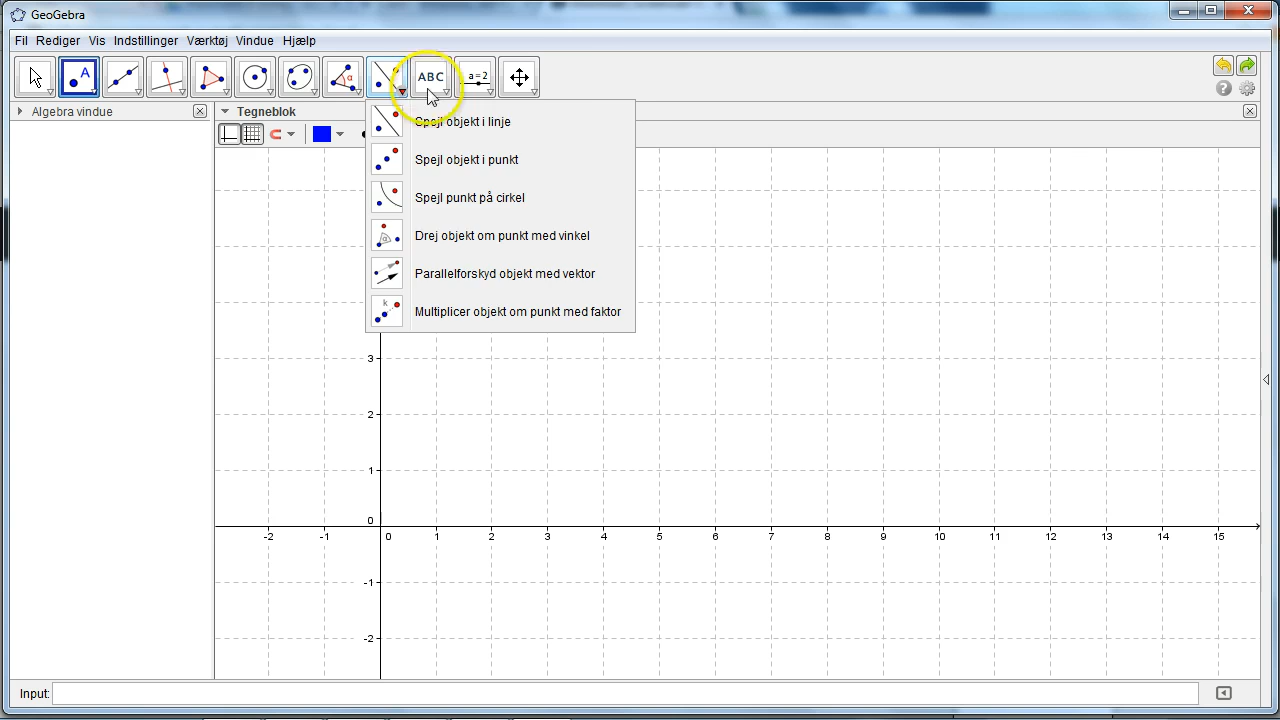 GeoGebra
Fil Rediger Vis Indstillinger Værktøj Vindue Hjælp
A α ABC a=2
Algebra vindue
Tegneblok
Spejl objekt i linje
Spejl objekt i punkt
Spejl punkt på cirkel
α
Drej objekt om punkt med vinkel
Parallelforskyd objekt med vektor
k
Multiplicer objekt om punkt med faktor
3
2
1
0
-2 -1 0 1 2 3 4 5 6 7 8 9 10 11 12 13 14 15
-1
-2
Input: